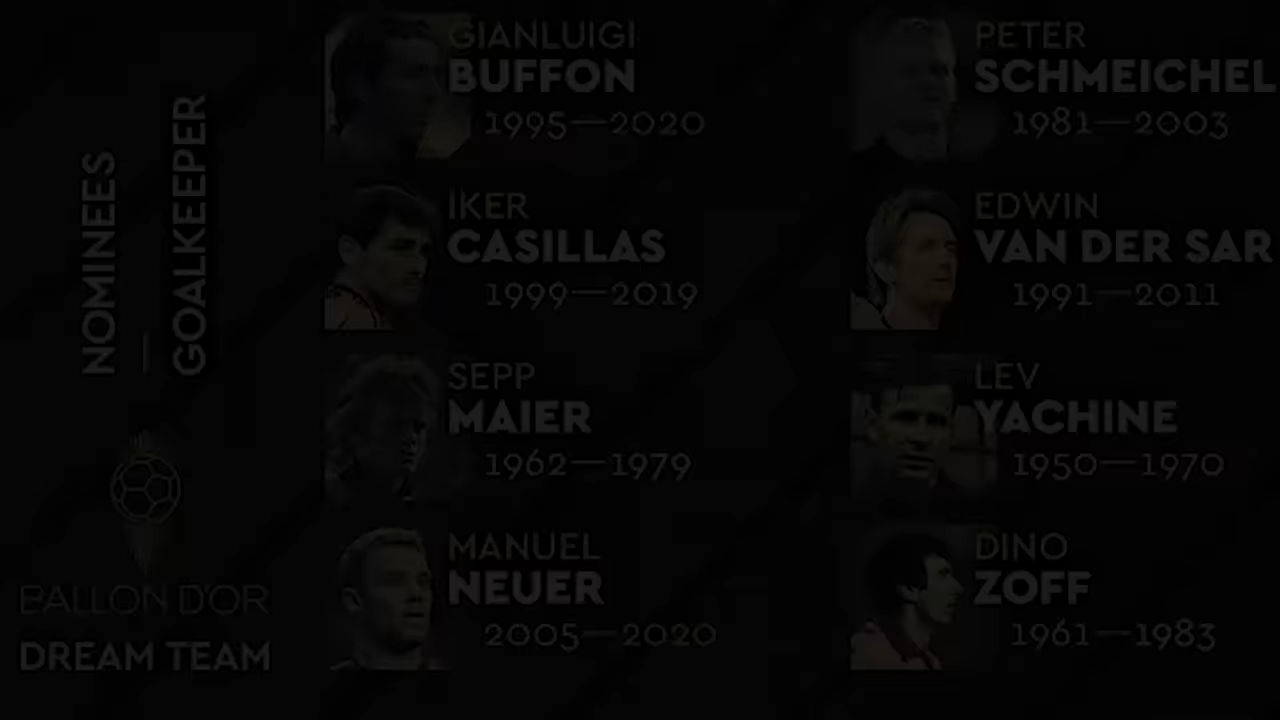 NOMINEES
GOALKEEPER
BALLON D'OR
DREAM TEAM
GIANLUIGI
BUFFON
1995—2020
IKER
CASILLAS
1999—2019
SEPP
MAIER
1962—1979
MANUEL
NEUER
2005—2020
PETER
SCHMEICHEL
1981—2003
EDWIN
VAN DER SAR
1991—2011
LEV
YACHINE
1950—1970
DINO
ZOFF
1961—1983